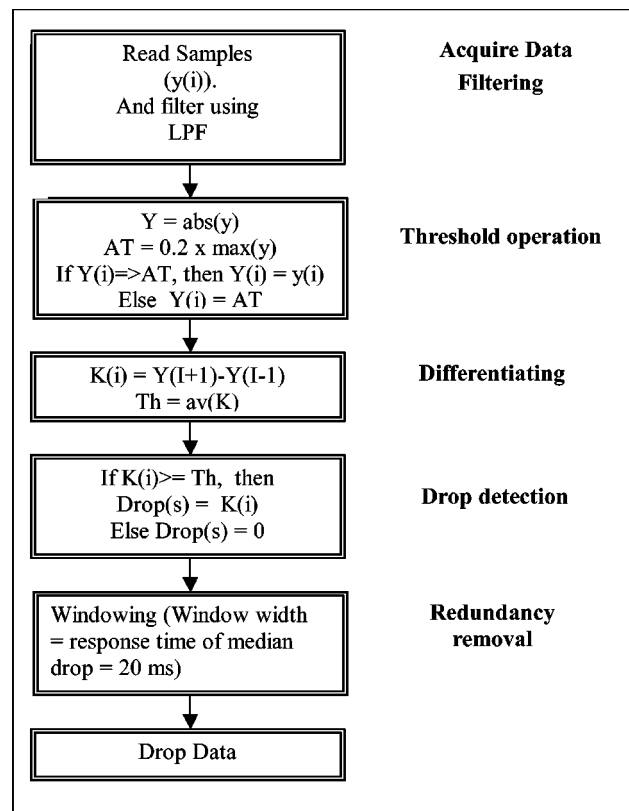 Read Samples
(y(i)).
And filter using
LPF
Acquire Data
Filtering
Y = abs(y)
AT = 0.2 x max(y)
If Y(i)=>AT, then Y(i) = y(i)
Else Y(i) = AT
Threshold operation
K(i) = Y(I+1)-Y(I-1)
Th = av(K)
Differentiating
If K(i)>= Th, then
Drop(s) = K(i)
Else Drop(s) = 0
Drop detection
Windowing (Window width
= response time of median
drop = 20 ms)
Redundancy
removal
Drop Data